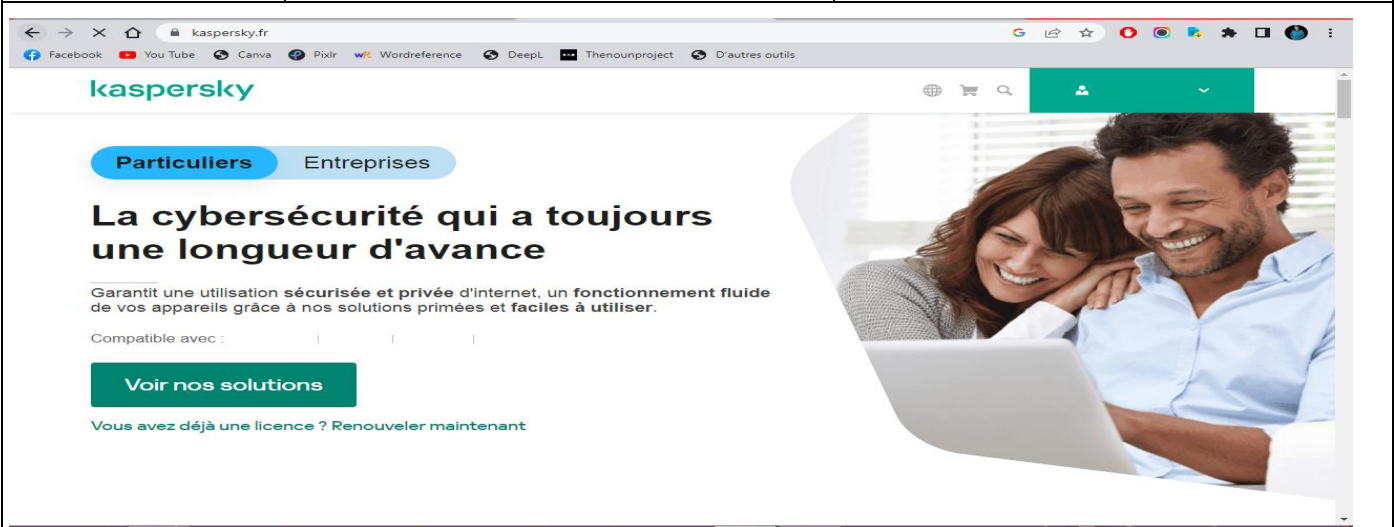 kaspersky.fr
Facebook You Tube Canva Pixlr WR Wordreference DeepL Thenounproject D'autres outils
kaspersky
Particuliers Entreprises
La cybersécurité qui a toujours
une longueur d'avance
Garantit une utilisation sécurisée et privée d'internet, un fonctionnement fluide
de vos appareils grâce à nos solutions primées et faciles à utiliser.
Compatible avec :
Voir nos solutions
Vous avez déjà une licence ? Renouveler maintenant